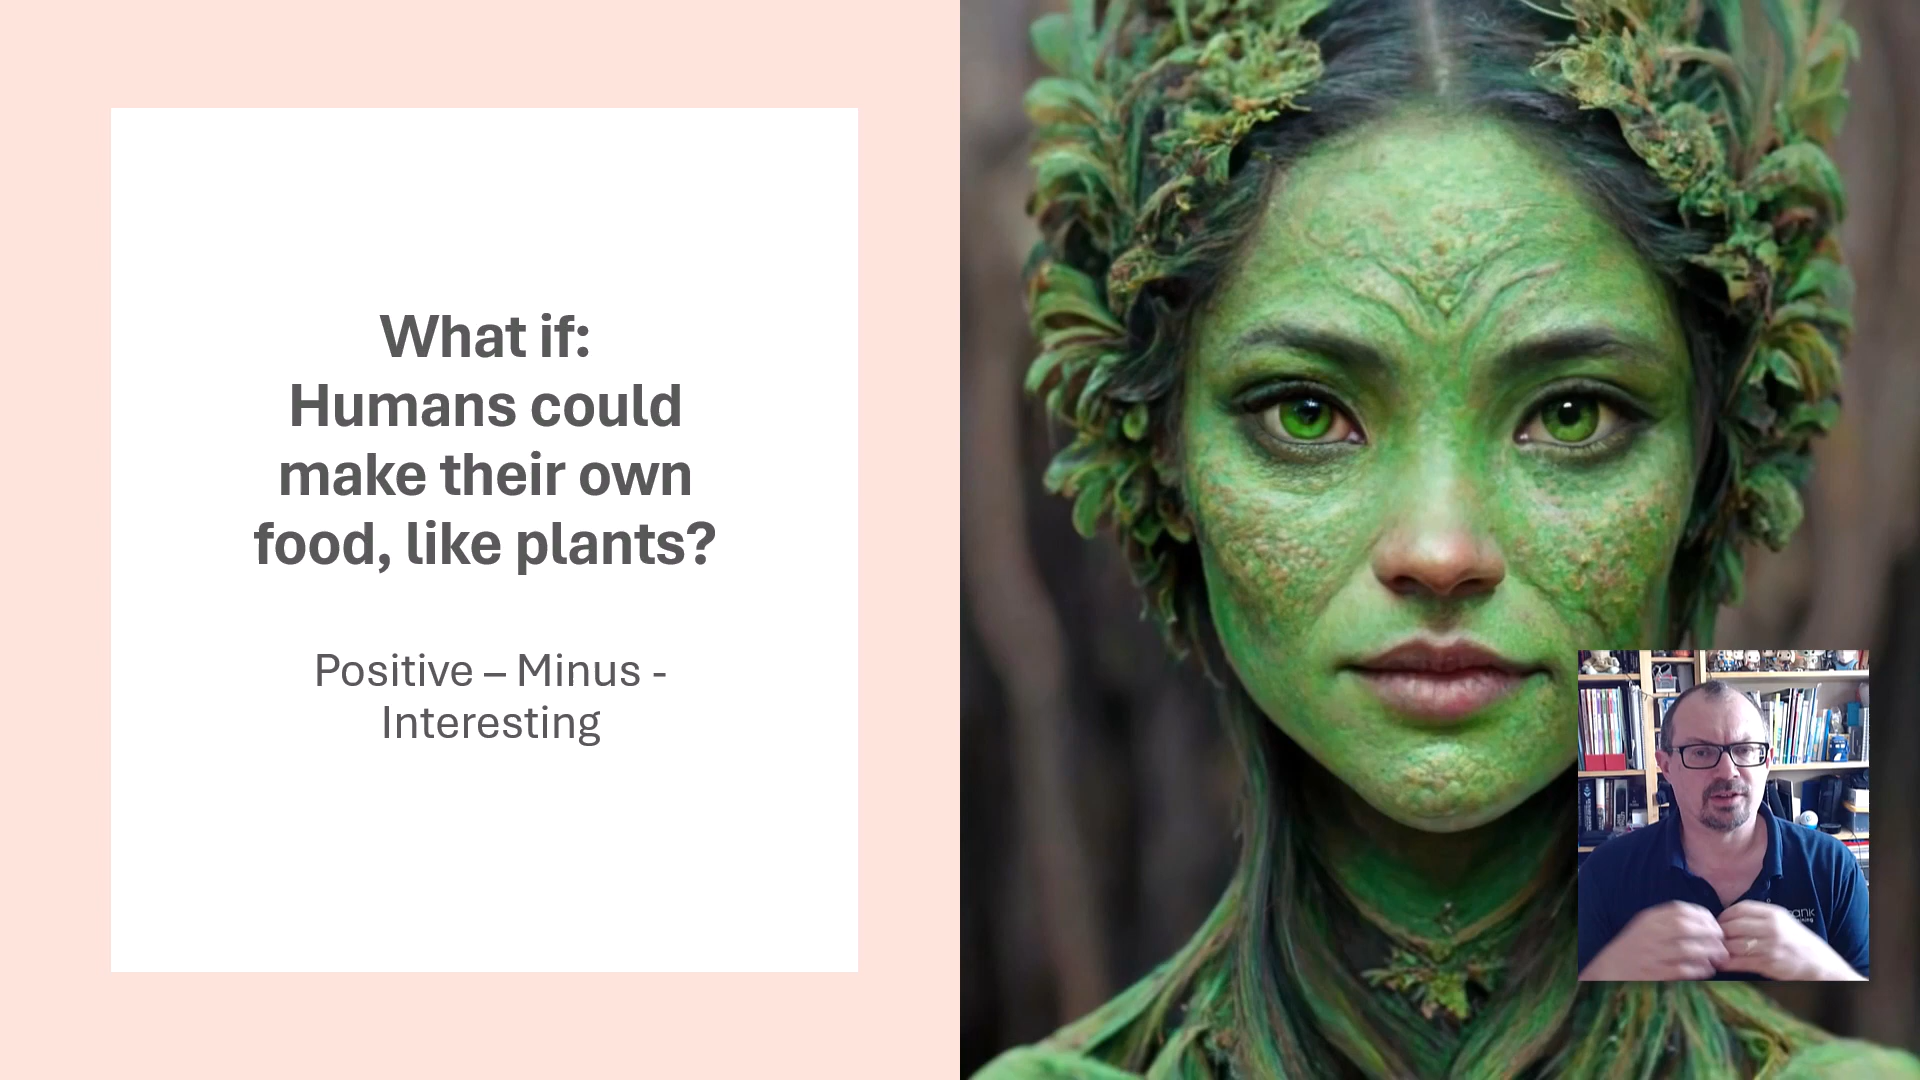 What if:
Humans could
make their own
food, like plants?
Positive – Minus -
Interesting